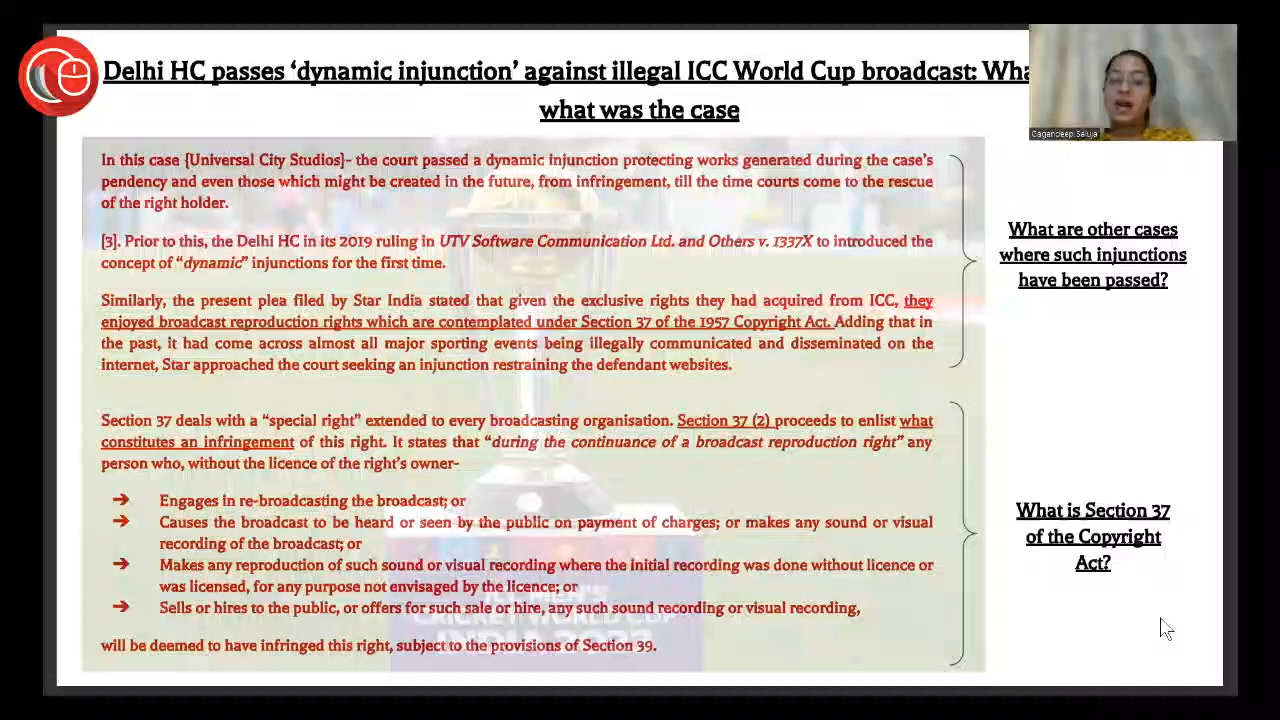 Delhi HC passes ‘dynamic injunction’ against illegal ICC World Cup broadcast:
what was the case
Gagandeep Saluja
In this case {Universal City Studios}- the court passed a dynamic injunction protecting works generated during the case’s
pendency and even those which might be created in the future, from infringement, till the time courts come to the rescue
of the right holder.
[3]. Prior to this, the Delhi HC in its 2019 ruling in UTV Software Communication Ltd. and Others v. 1337X to introduced the
concept of “dynamic” injunctions for the first time.
Similarly, the present plea filed by Star India stated that given the exclusive rights they had acquired from ICC, they
enjoyed broadcast reproduction rights which are contemplated under Section 37 of the 1957 Copyright Act. Adding that in
the past, it had come across almost all major sporting events being illegally communicated and disseminated on the
internet, Star approached the court seeking an injunction restraining the defendant websites.
What are other cases
where such injunctions
have been passed?
Section 37 deals with a “special right” extended to every broadcasting organisation. Section 37 (2) proceeds to enlist what
constitutes an infringement of this right. It states that “during the continuance of a broadcast reproduction right” any
person who, without the licence of the right’s owner-
➔ Engages in re-broadcasting the broadcast; or
➔ Causes the broadcast to be heard or seen by the public on payment of charges; or makes any sound or visual
recording of the broadcast; or
➔ Makes any reproduction of such sound or visual recording where the initial recording was done without licence or
was licensed, for any purpose not envisaged by the licence; or
➔ Sells or hires to the public, or offers for such sale or hire, any such sound recording or visual recording,
will be deemed to have infringed this right, subject to the provisions of Section 39.
What is Section 37
of the Copyright
Act?
ICC MEN'S
CRICKET WORLD CUP
INDIA 2023